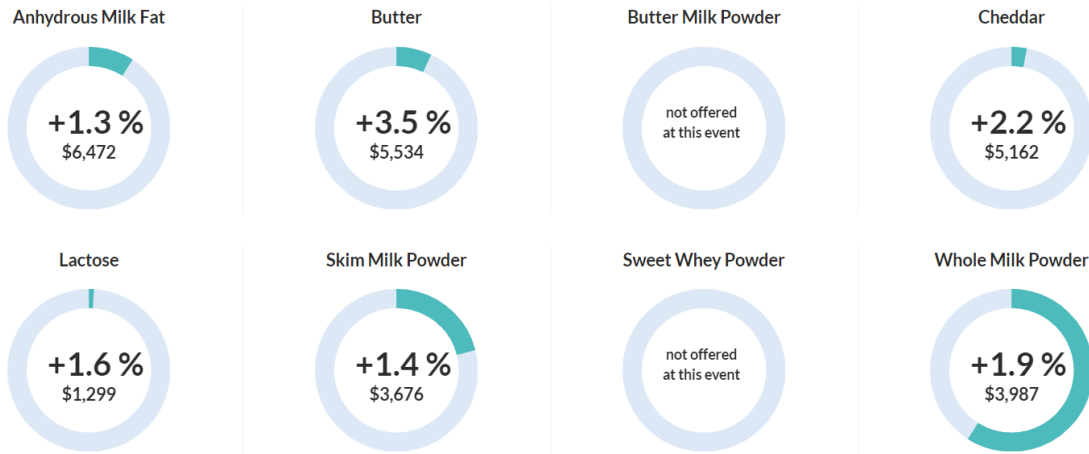 Anhydrous Milk Fat
+1.3 %
$6,472
Butter
+3.5 %
$5,534
Butter Milk Powder
not offered
at this event
Cheddar
+2.2 %
$5,162
Lactose
+1.6 %
$1,299
Skim Milk Powder
+1.4 %
$3,676
Sweet Whey Powder
not offered
at this event
Whole Milk Powder
+1.9 %
$3,987